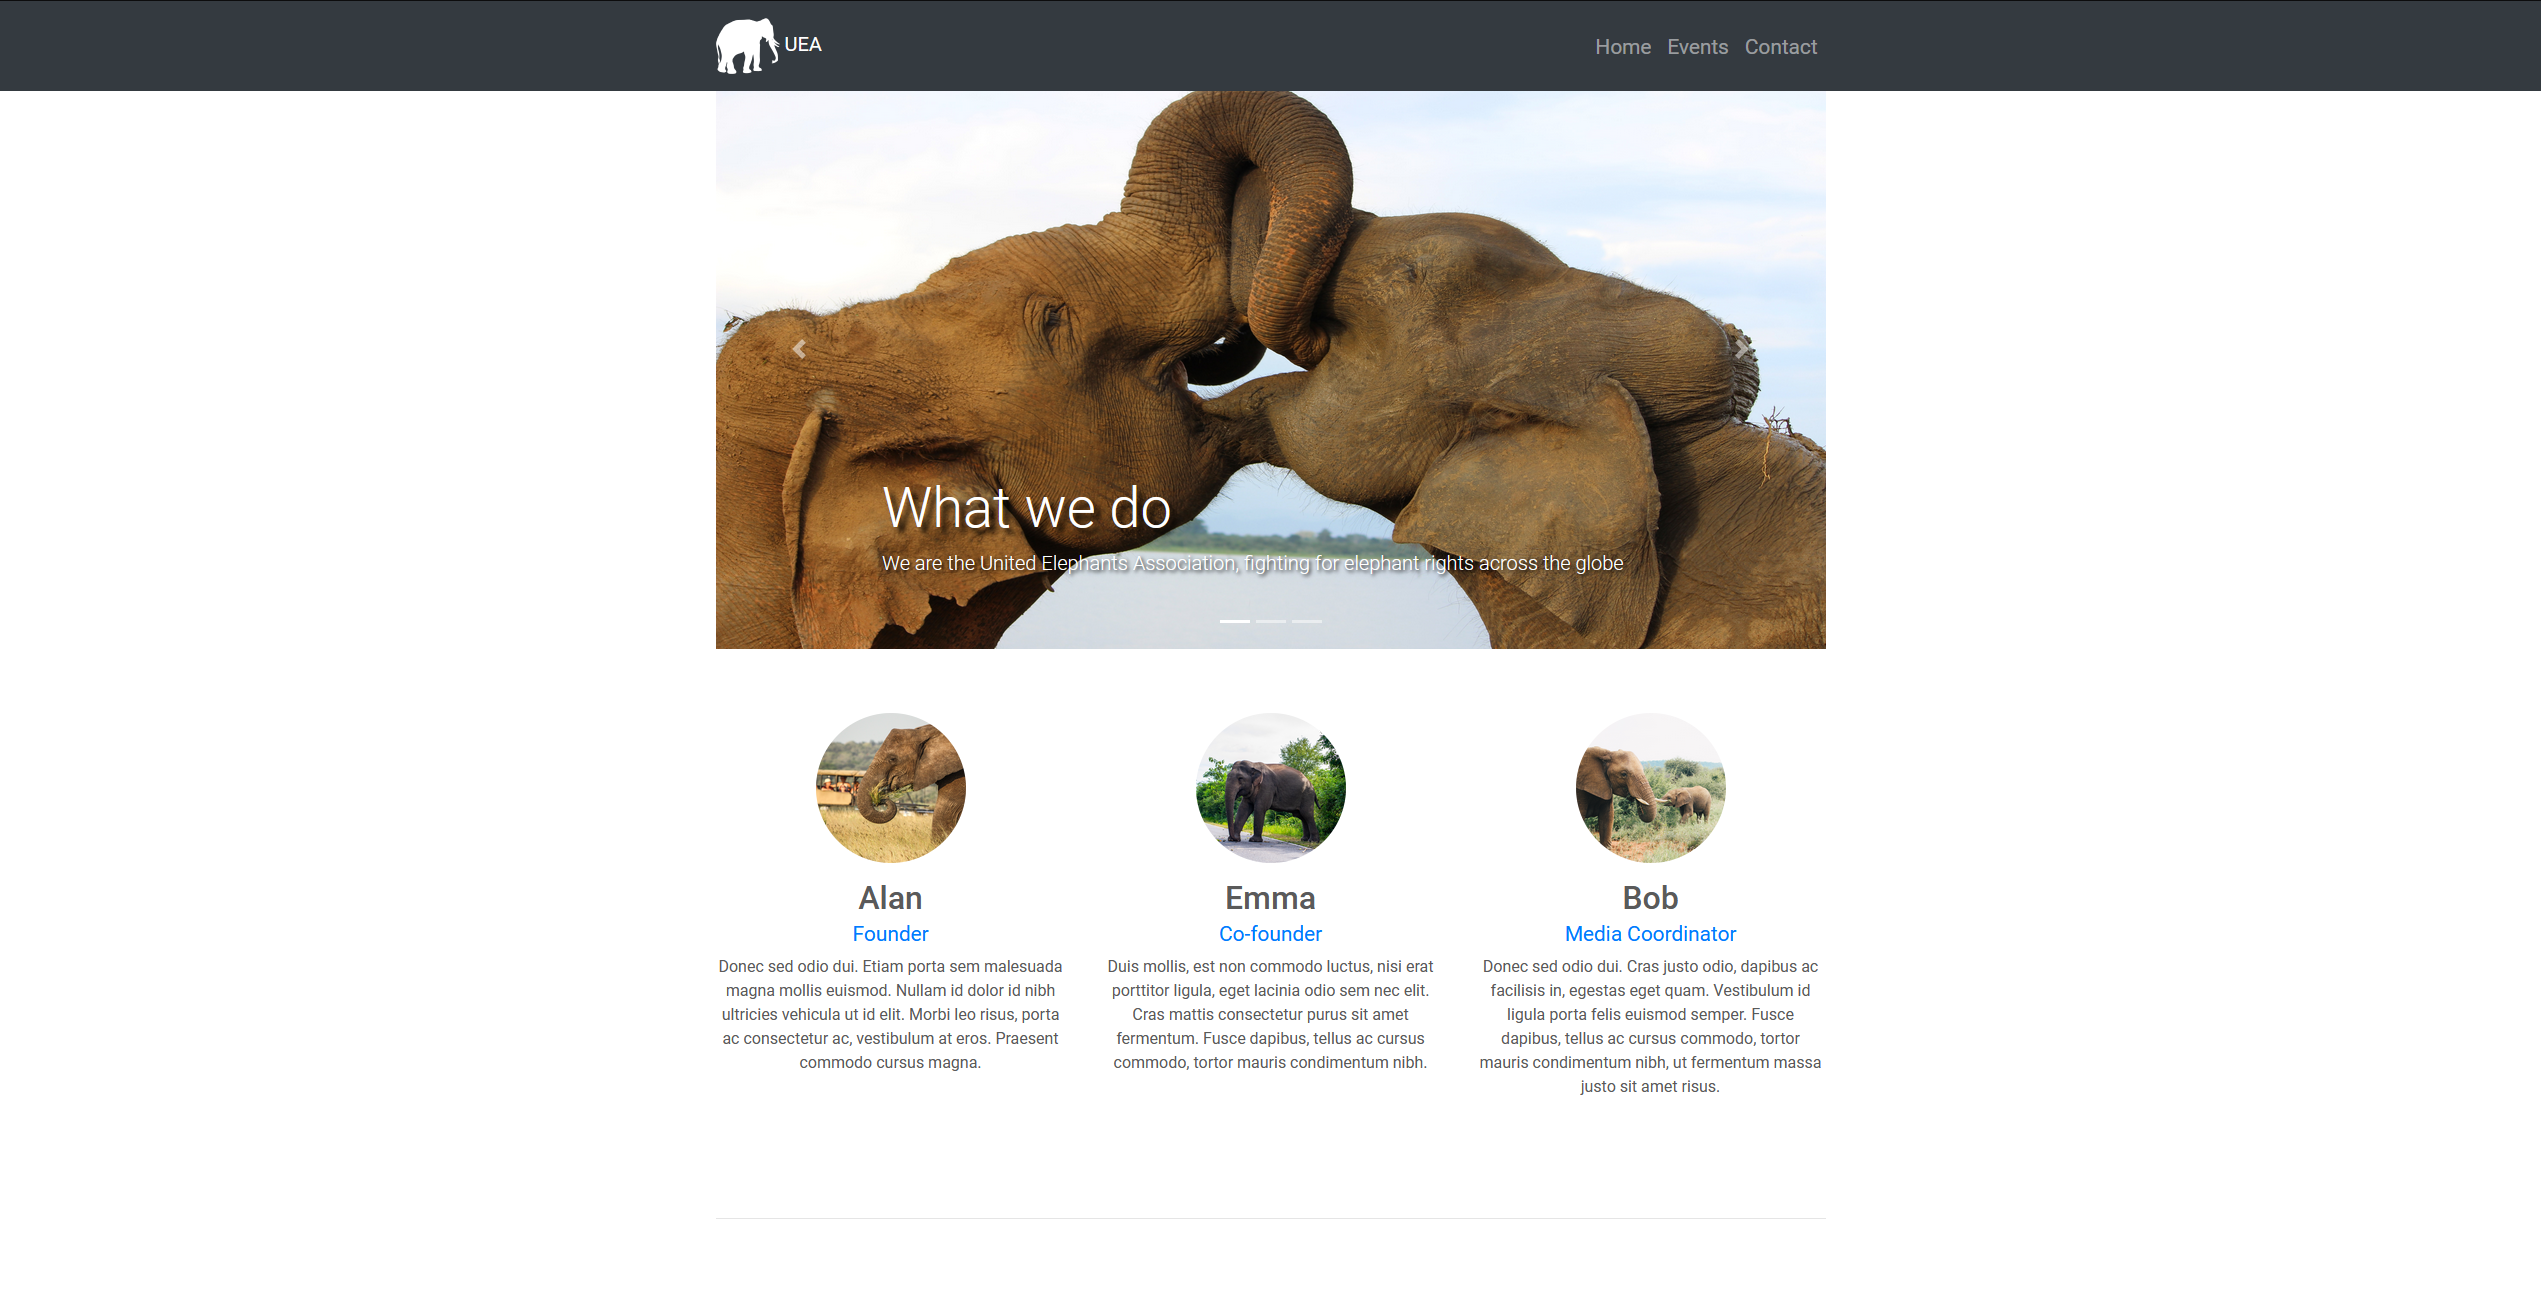 UEA
Home Events Contact
What we do
We are the United Elephants Association, fighting for elephant rights across the globe
Alan
Founder
Donec sed odio dui. Etiam porta sem malesuada
magna mollis euismod. Nullam id dolor id nibh
ultricies vehicula ut id elit. Morbi leo risus, porta
ac consectetur ac, vestibulum at eros. Praesent
commodo cursus magna.
Emma
Co-founder
Duis mollis, est non commodo luctus, nisi erat
porttitor ligula, eget lacinia odio sem nec elit.
Cras mattis consectetur purus sit amet
fermentum. Fusce dapibus, tellus ac cursus
commodo, tortor mauris condimentum nibh.
Bob
Media Coordinator
Donec sed odio dui. Cras justo odio, dapibus ac
facilisis in, egestas eget quam. Vestibulum id
ligula porta felis euismod semper. Fusce
dapibus, tellus ac cursus commodo, tortor
mauris condimentum nibh, ut fermentum massa
justo sit amet risus.